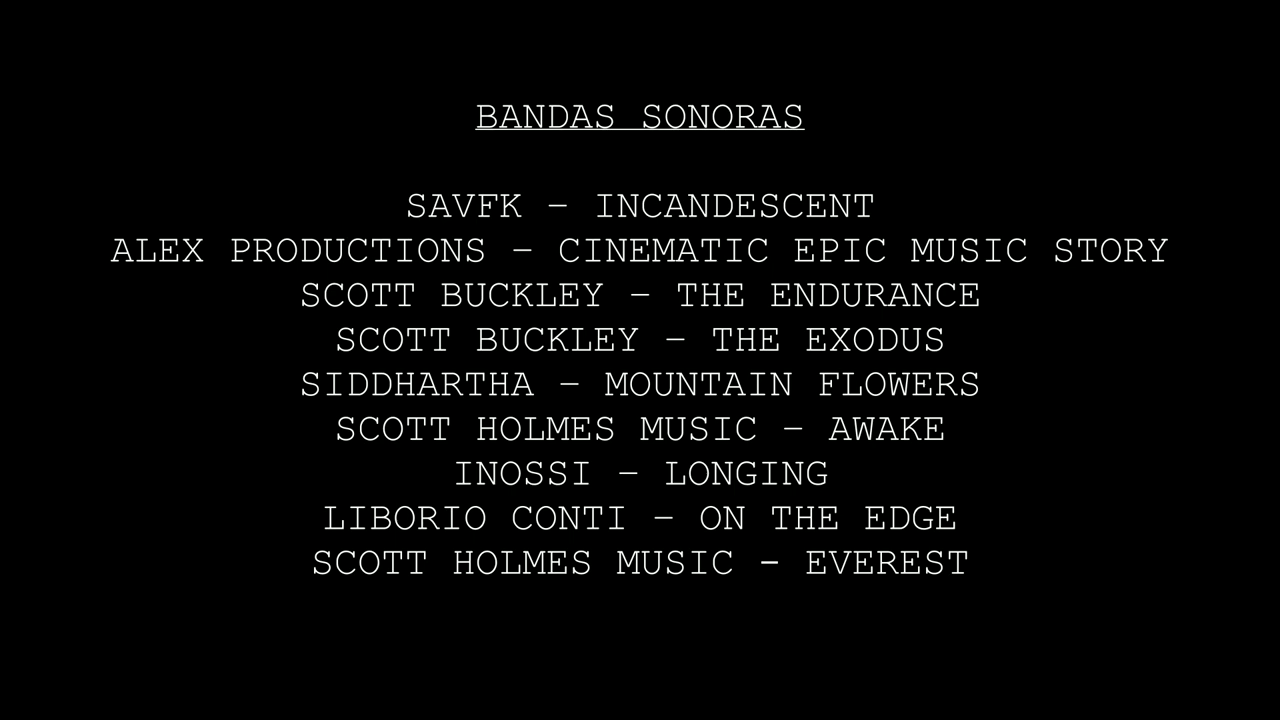 BANDAS SONORAS
SAVFK – INCANDESCENT
ALEX PRODUCTIONS – CINEMATIC EPIC MUSIC STORY
SCOTT BUCKLEY – THE ENDURANCE
SCOTT BUCKLEY – THE EXODUS
SIDDHARTHA – MOUNTAIN FLOWERS
SCOTT HOLMES MUSIC – AWAKE
INOSSI – LONGING
LIBORIO CONTI – ON THE EDGE
SCOTT HOLMES MUSIC - EVEREST